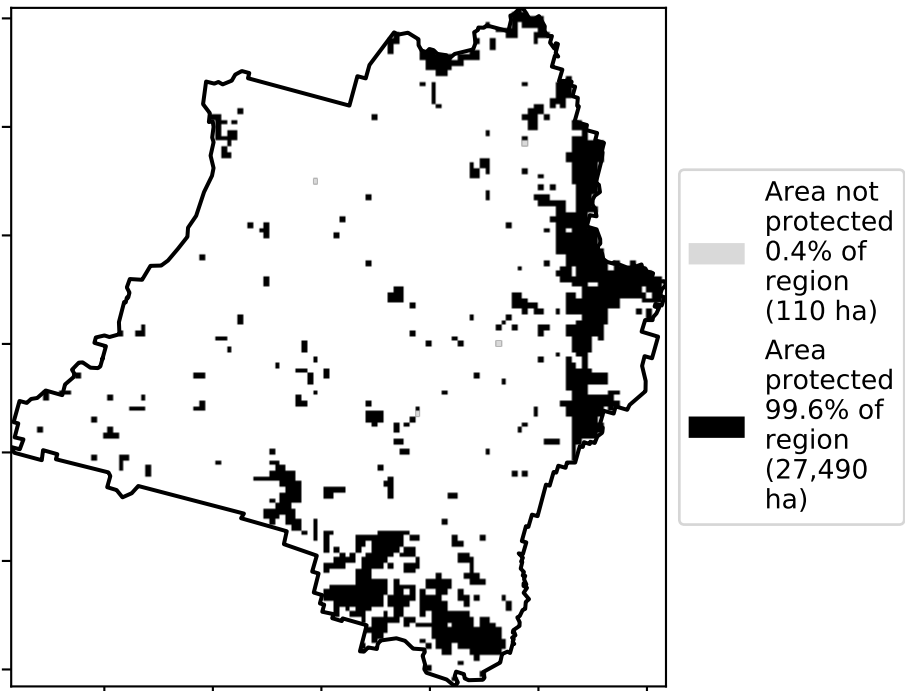 Area not
protected
0.4% of
region
(110 ha)
Area
protected
99.6% of
region
(27,490
ha)